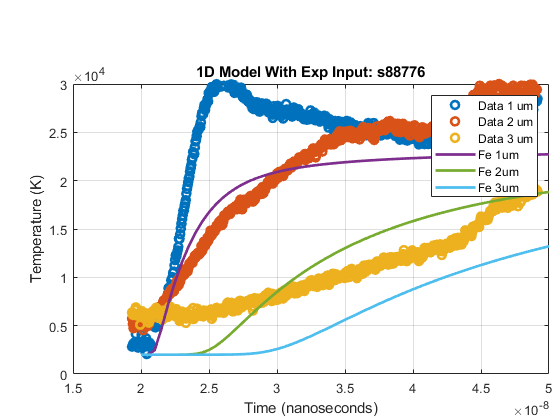 1D Model With Exp Input: s88776
×10⁴
3
2.5
2
1.5
1
0.5
0
Temperature (K)
Data 1 um
Data 2 um
Data 3 um
Fe 1um
Fe 2um
Fe 3um
1.5 2 2.5 3 3.5 4 4.5 5
Time (nanoseconds)
×10⁻⁸